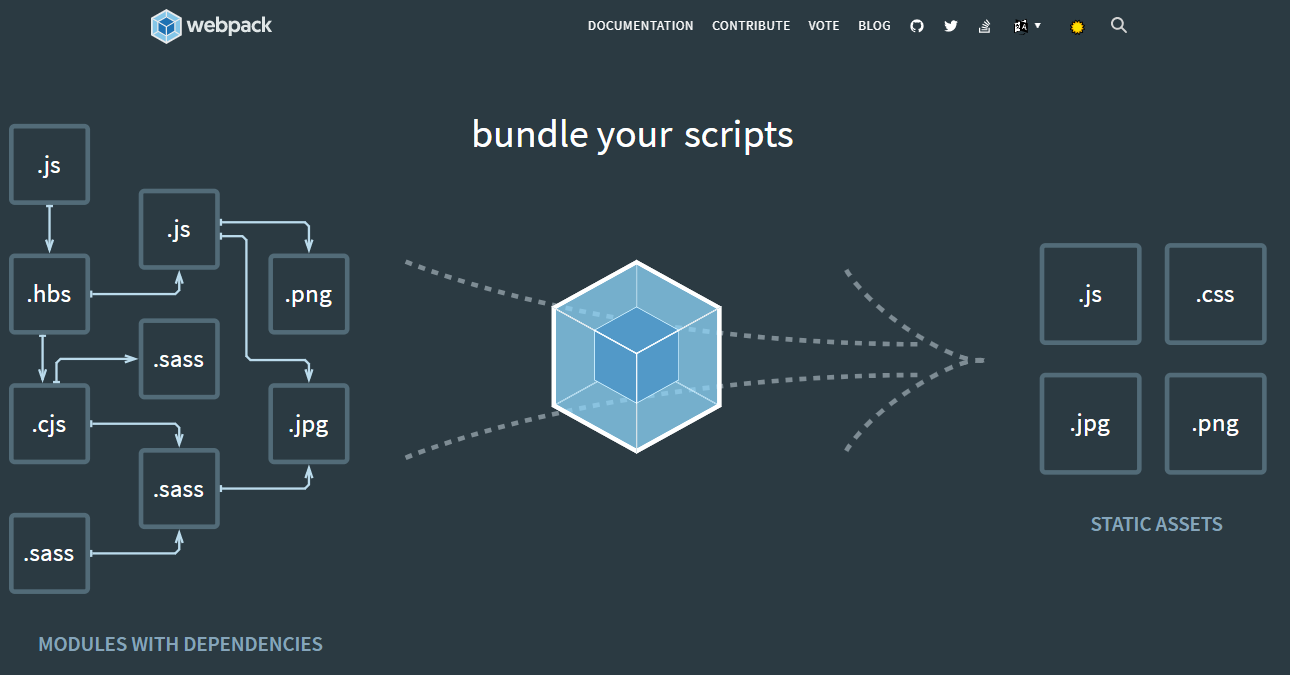 webpack
DOCUMENTATION CONTRIBUTE VOTE BLOG
bundle your scripts
.js
.js
.hbs
.png
.sass
.cjs
.jpg
.sass
.sass
MODULES WITH DEPENDENCIES
.js .css
.jpg .png
STATIC ASSETS